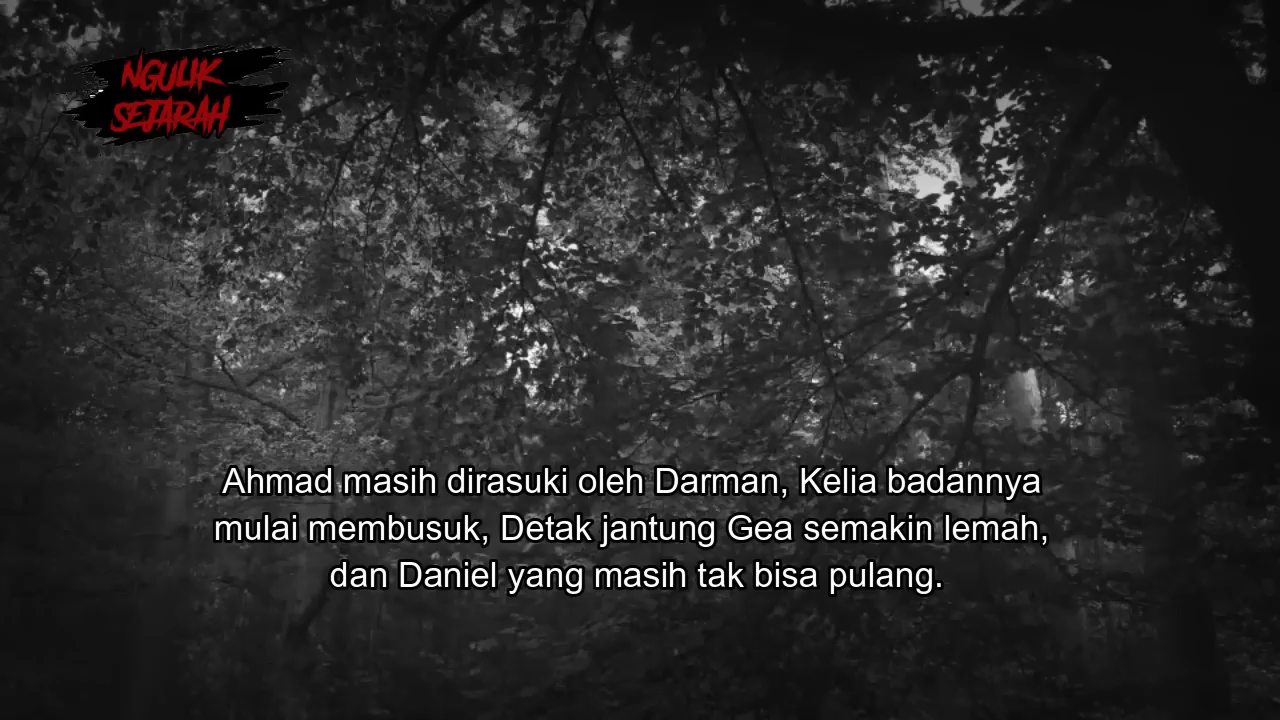 NGULIK
SEJARAH
Ahmad masih dirasuki oleh Darman, Kelia badannya
mulai membusuk, Detak jantung Gea semakin lemah,
dan Daniel yang masih tak bisa pulang.